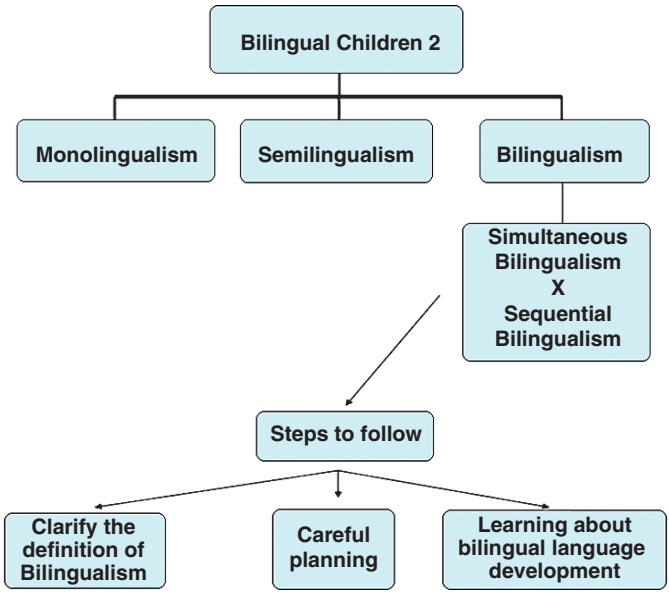 Bilingual Children 2
Monolingualism
Semilingualism
Bilingualism
Simultaneous
Bilingualism
X
Sequential
Bilingualism
Steps to follow
Clarify the
definition of
Bilingualism
Careful
planning
Learning about
bilingual language
development